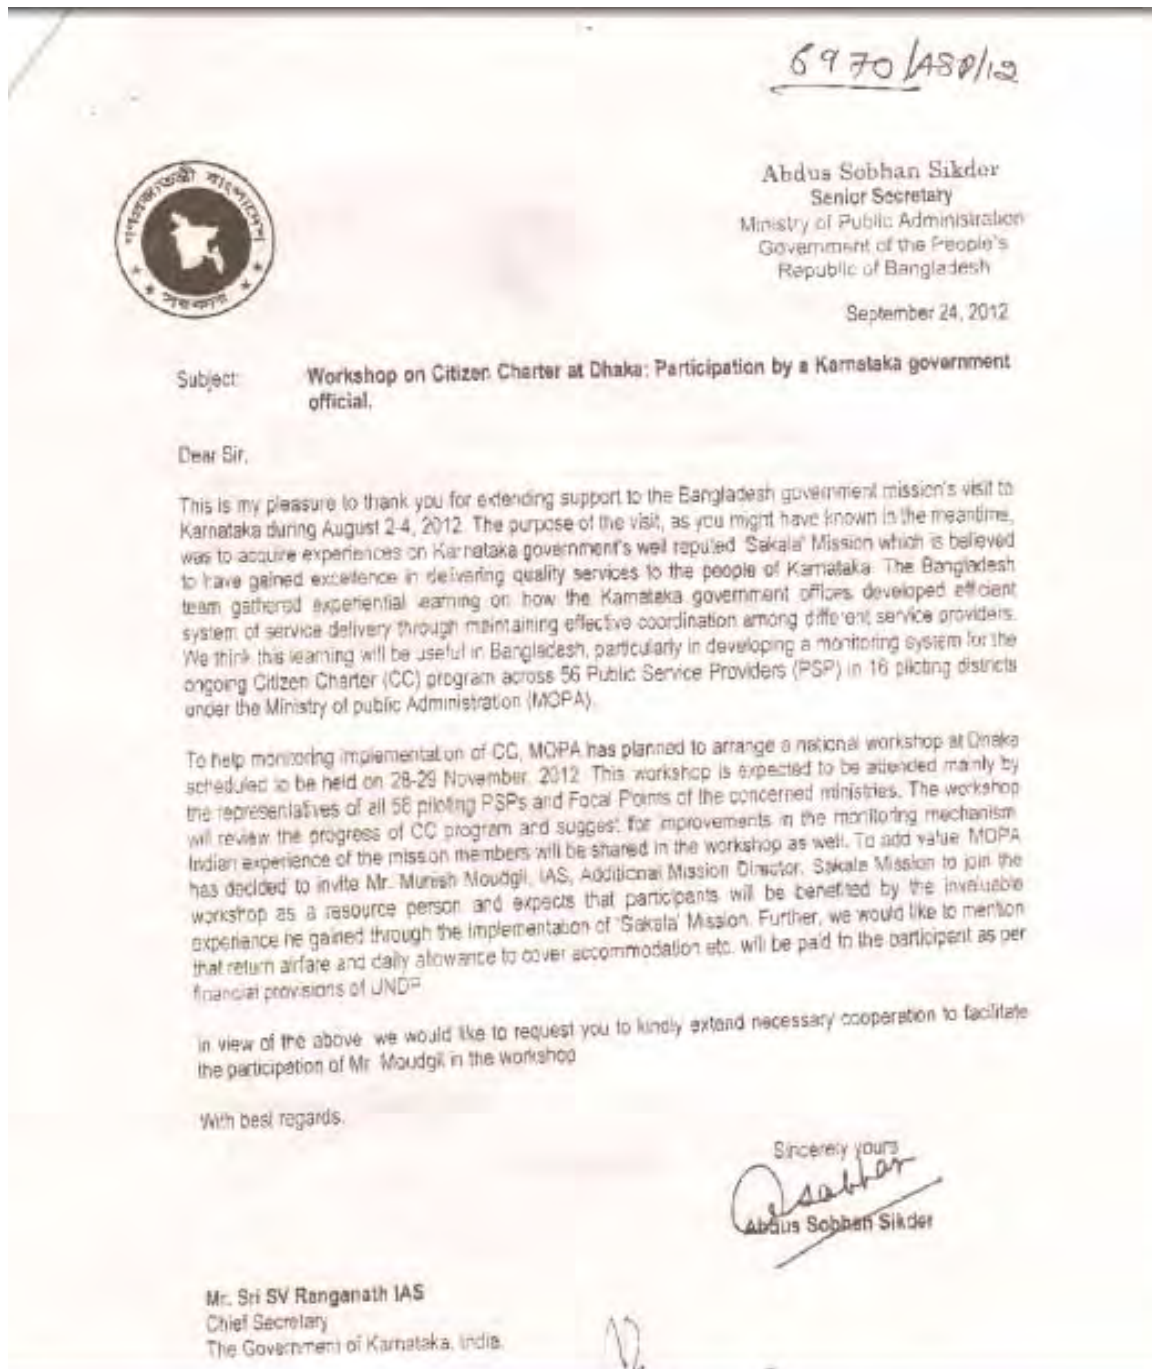 6970/ASP/12
গণপ্রজাতন্ত্রী বাংলাদেশ
Abdus Sobhan Sikder
Senior Secretary
Ministry of Public Administration
Government of the People's
Republic of Bangladesh
September 24, 2012
Subject: Workshop on Citizen Charter at Dhaka: Participation by a Karnataka government
official.
Dear Sir,
This is my pleasure to thank you for extending support to the Bangladesh government mission's visit to
Karnataka during August 2-4, 2012. The purpose of the visit, as you might have known in the meantime,
was to acquire experiences on Karnataka government's well reputed 'Sakala' Mission which is believed
to have gained excellence in delivering quality services to the people of Karnataka. The Bangladesh
team gathered experiential learning on how the Karnataka government offices developed efficient
system of service delivery through maintaining effective coordination among different service providers.
We think this learning will be useful in Bangladesh, particularly in developing a monitoring system for the
ongoing Citizen Charter (CC) program across 56 Public Service Providers (PSP) in 16 piloting districts
under the Ministry of public Administration (MOPA).
To help monitoring implementation of CC, MOPA has planned to arrange a national workshop at Dhaka
scheduled to be held on 28-29 November, 2012. This workshop is expected to be attended mainly by
the representatives of all 56 piloting PSPs and Focal Points of the concerned ministries. The workshop
will review the progress of CC program and suggest for improvements in the monitoring mechanism.
Indian experience of the mission members will be shared in the workshop as well. To add value MOPA
has decided to invite Mr. Munish Moudgil, IAS, Additional Mission Director, Sakala Mission to join the
workshop as a resource person and expects that participants will be benefited by the invaluable
experience he gained through the implementation of 'Sakala' Mission. Further, we would like to mention
that return airfare and daily allowance to cover accommodation etc. will be paid to the participant as per
financial provisions of UNDP.
In view of the above, we would like to request you to kindly extend necessary cooperation to facilitate
the participation of Mr. Moudgil in the workshop.
With best regards,
Sincerely yours
Abdus Sobhan Sikder
Mr. Sri SV Ranganath IAS
Chief Secretary
The Government of Karnataka, India.